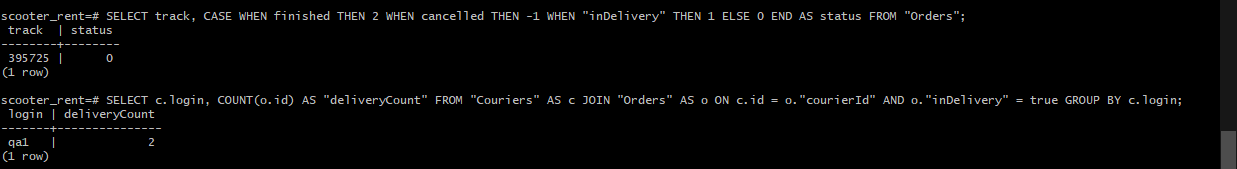 scooter_rent=# SELECT track, CASE WHEN finished THEN 2 WHEN cancelled THEN -1 WHEN "inDelivery" THEN 1 ELSE 0 END AS status FROM "Orders";
 track  | status
--------+--------
 395725 |      0
(1 row)
scooter_rent=# SELECT c.login, COUNT(o.id) AS "deliveryCount" FROM "Couriers" AS c JOIN "Orders" AS o ON c.id = o."courierId" AND o."inDelivery" = true GROUP BY c.login;
 login | deliveryCount
-------+---------------
 qa1   |             2
(1 row)